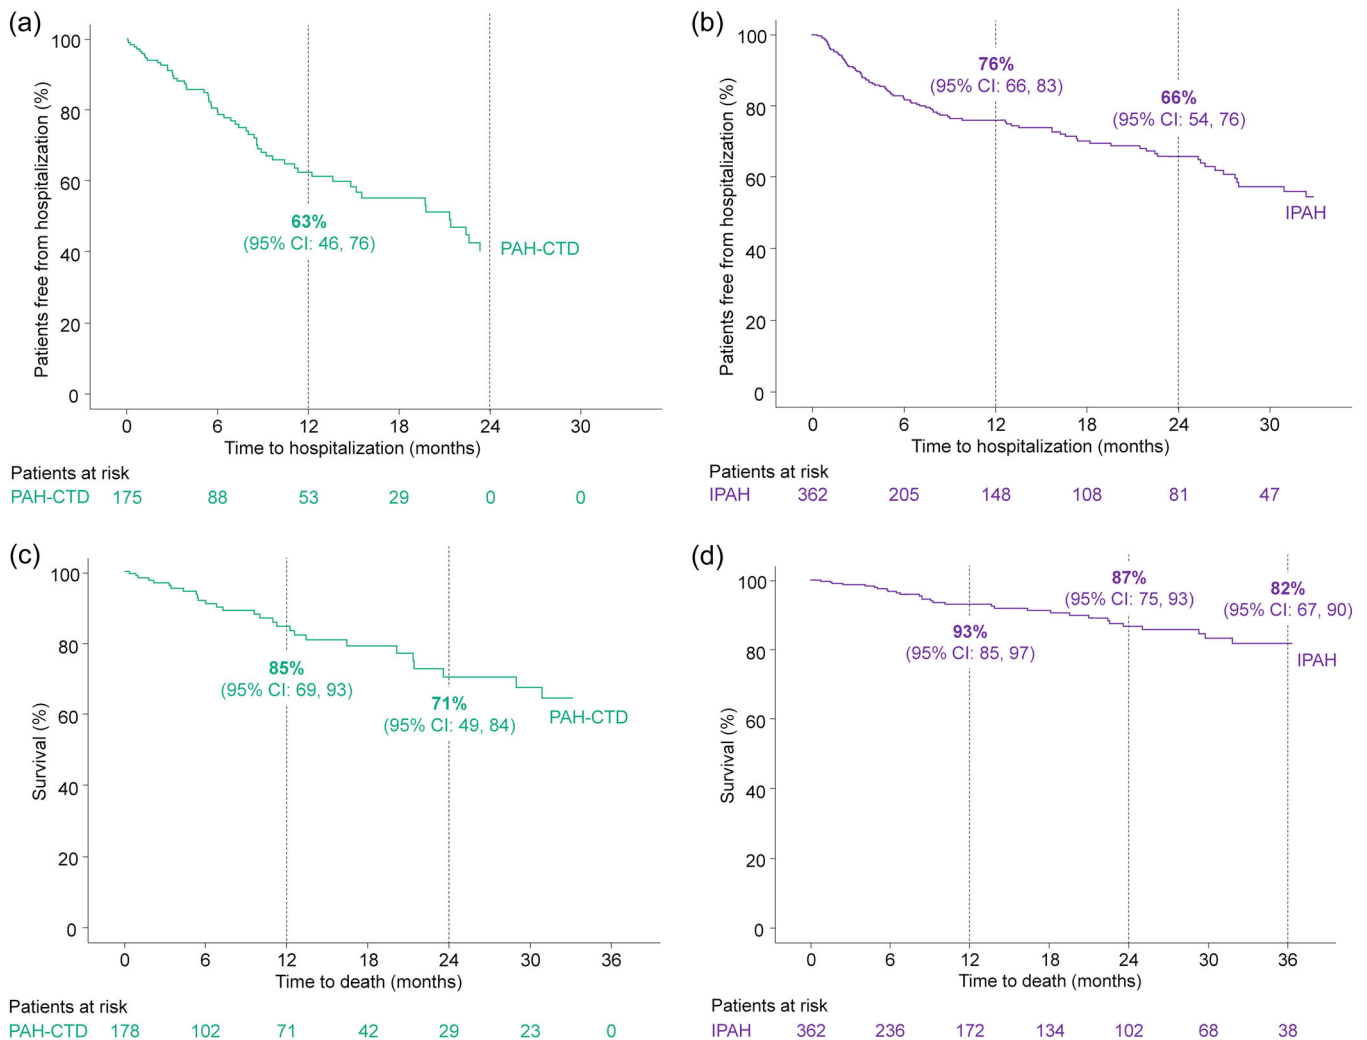 (a)
Patients free from hospitalization (%)
100
80
60
40
20
0
63%
(95% CI: 46, 76)
PAH-CTD
0 6 12 18 24 30
Time to hospitalization (months)
Patients at risk
PAH-CTD 175 88 53 29 0 0
(b)
Patients free from hospitalization (%)
100
80
60
40
20
0
76%
(95% CI: 66, 83)
66%
(95% CI: 54, 76)
IPAH
0 6 12 18 24 30
Time to hospitalization (months)
Patients at risk
IPAH 362 205 148 108 81 47
(c)
Survival (%)
100
80
60
40
20
0
85%
(95% CI: 69, 93)
71%
(95% CI: 49, 84)
PAH-CTD
0 6 12 18 24 30 36
Time to death (months)
Patients at risk
PAH-CTD 178 102 71 42 29 23 0
(d)
Survival (%)
100
80
60
40
20
0
93%
(95% CI: 85, 97)
87%
(95% CI: 75, 93)
82%
(95% CI: 67, 90)
IPAH
0 6 12 18 24 30 36
Time to death (months)
Patients at risk
IPAH 362 236 172 134 102 68 38